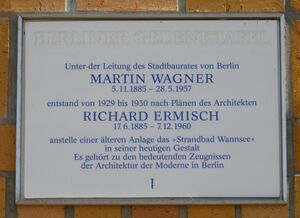 BERLINER GEDENKTAFEL
Unter der Leitung des Stadtbaurates von Berlin
MARTIN WAGNER
5.11.1885 – 28.5.1957
entstand von 1929 bis 1930 nach Plänen des Architekten
RICHARD ERMISCH
17.6.1885 – 7.12.1960
anstelle einer älteren Anlage das »Strandbad Wannsee«
in seiner heutigen Gestalt
Es gehört zu den bedeutenden Zeugnissen
der Architektur der Moderne in Berlin